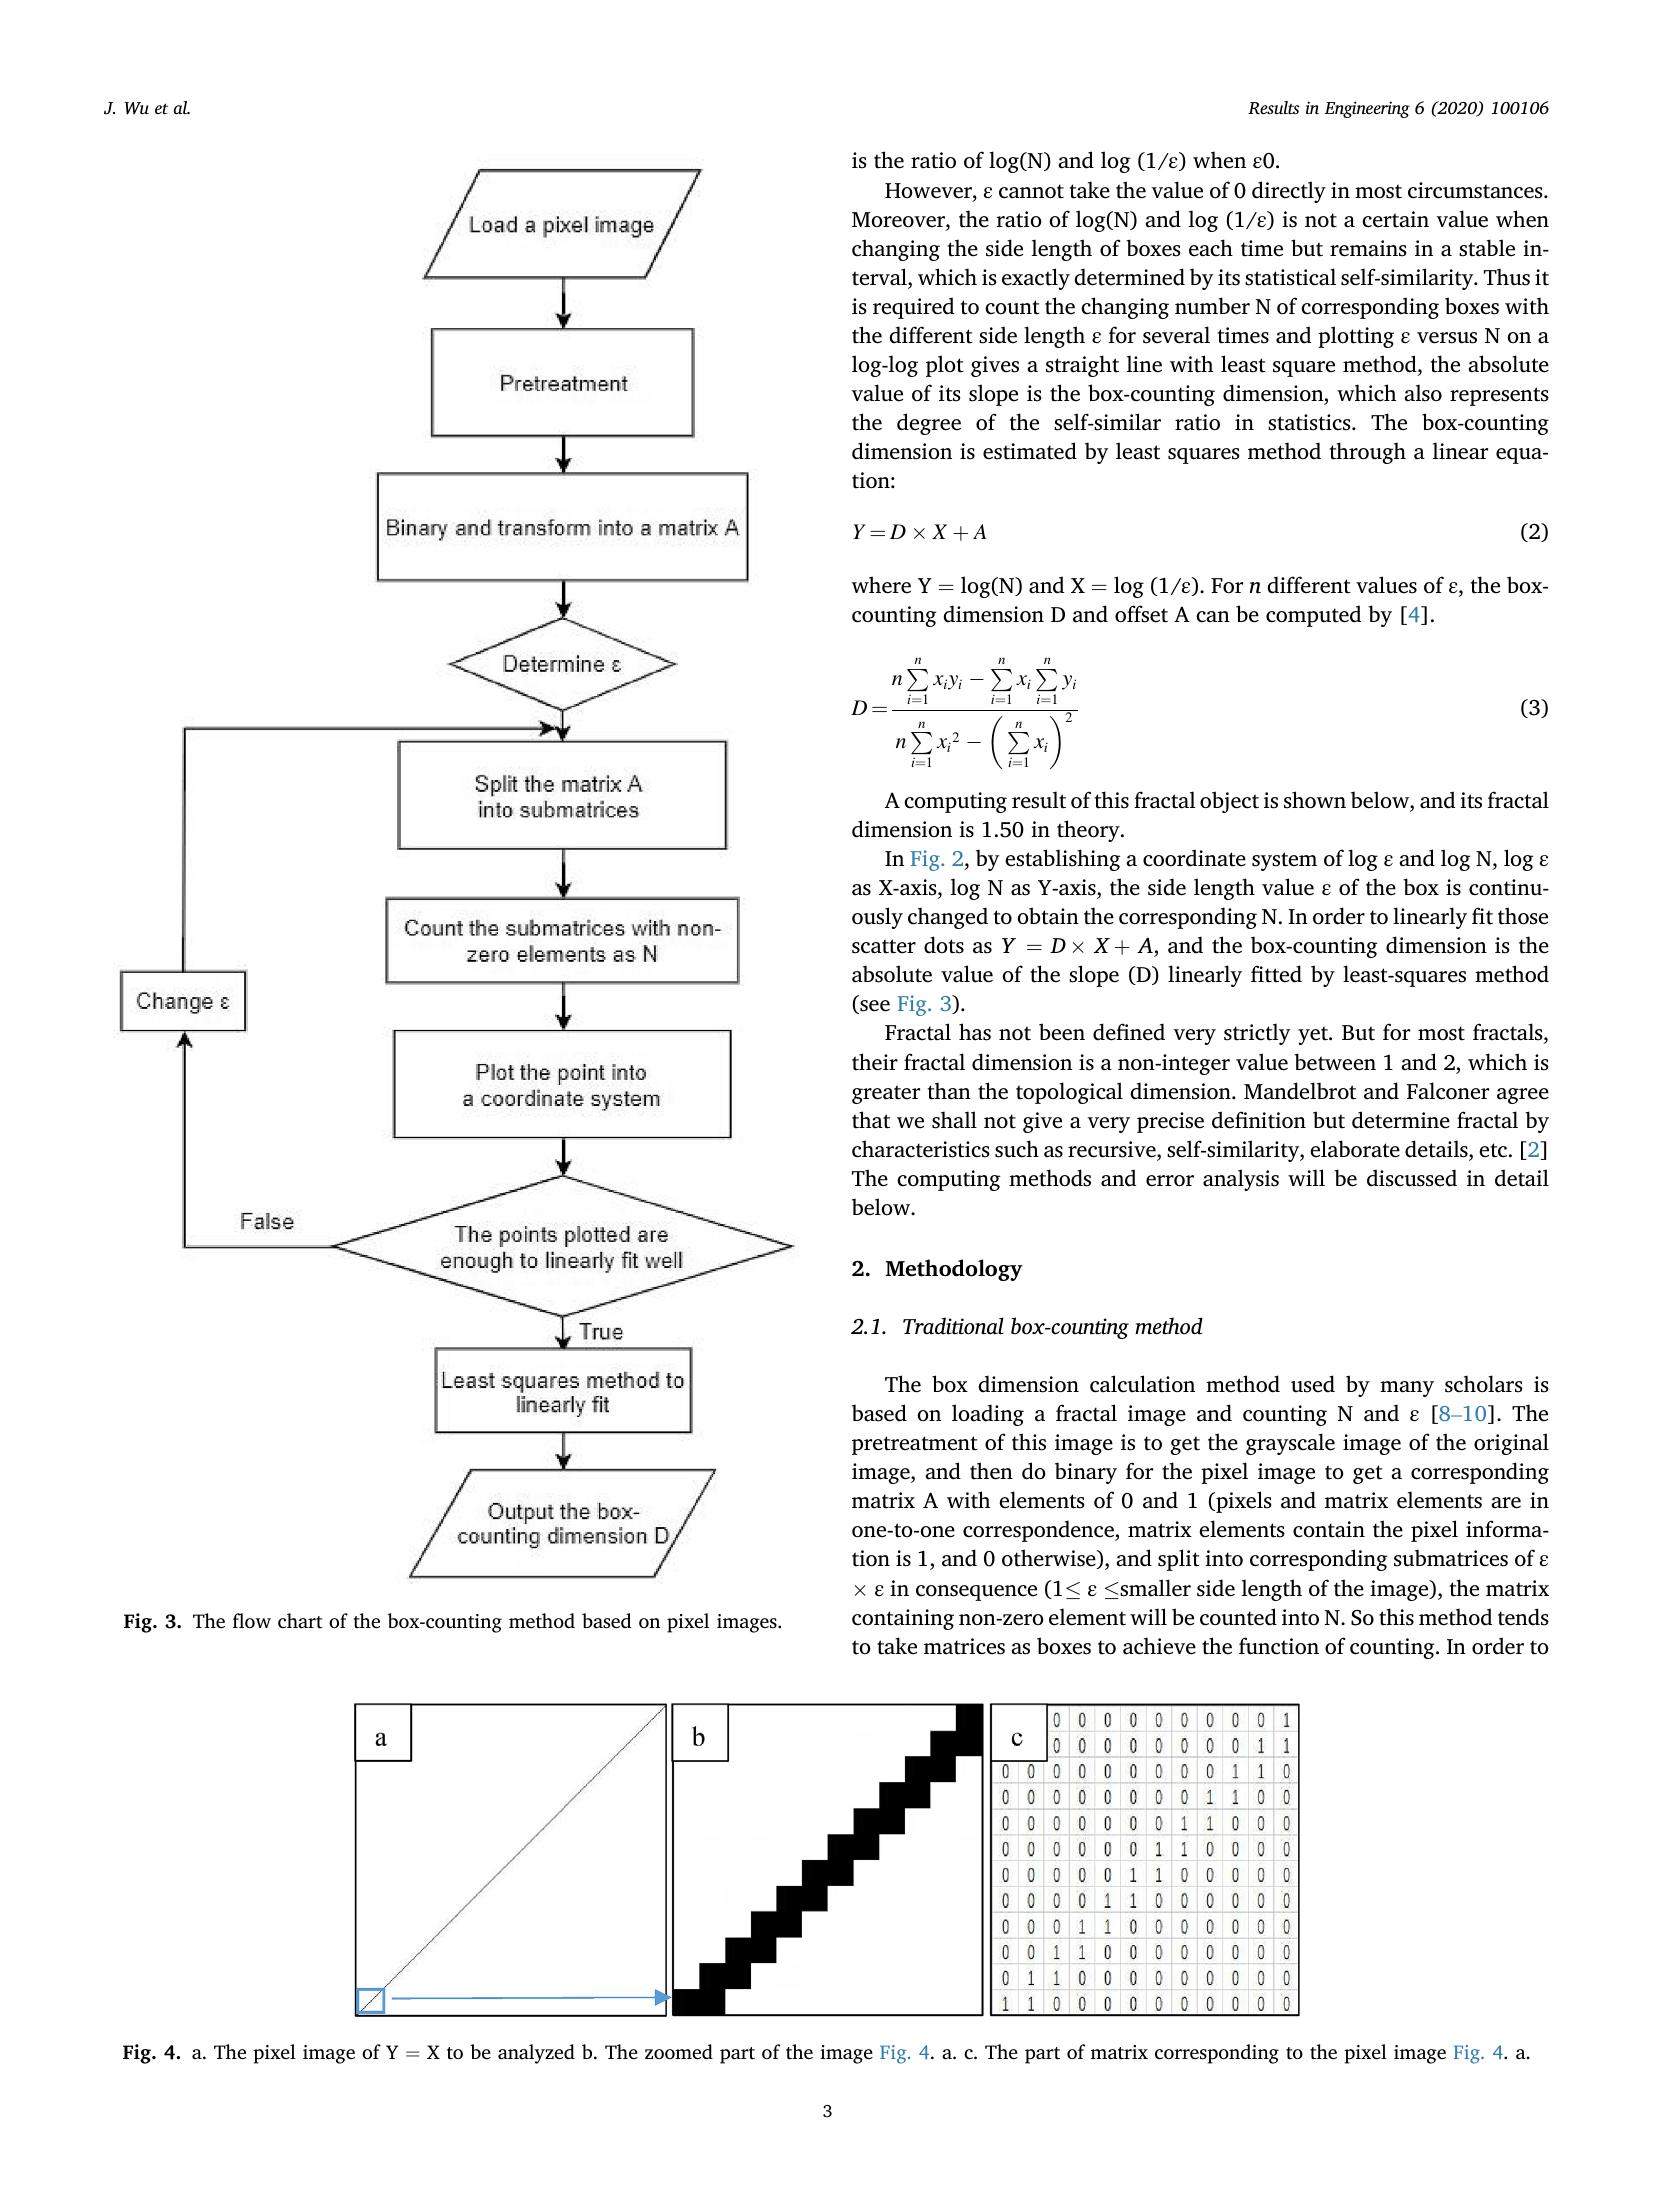 J. Wu et al.
Results in Engineering 6 (2020) 100106
Load a pixel image
Pretreatment
Binary and transform into a matrix A
Determine ε
Split the matrix A
into submatrices
Count the submatrices with non-
zero elements as N
Change ε
Plot the point into
a coordinate system
False
The points plotted are
enough to linearly fit well
True
Least squares method to
linearly fit
Output the box-
counting dimension D
Fig. 3. The flow chart of the box-counting method based on pixel images.
is the ratio of log(N) and log (1/ε) when ε0.
However, ε cannot take the value of 0 directly in most circumstances.
Moreover, the ratio of log(N) and log (1/ε) is not a certain value when
changing the side length of boxes each time but remains in a stable in-
terval, which is exactly determined by its statistical self-similarity. Thus it
is required to count the changing number N of corresponding boxes with
the different side length ε for several times and plotting ε versus N on a
log-log plot gives a straight line with least square method, the absolute
value of its slope is the box-counting dimension, which also represents
the degree of the self-similar ratio in statistics. The box-counting
dimension is estimated by least squares method through a linear equa-
tion:
Y = D × X + A (2)
where Y = log(N) and X = log (1/ε). For n different values of ε, the box-
counting dimension D and offset A can be computed by [4].
D = \frac{n\sum_{i=1}^{n} x_i y_i − \sum_{i=1}^{n} x_i \sum_{i=1}^{n} y_i}{n\sum_{i=1}^{n} x_i^2 − (\sum_{i=1}^{n} x_i)^2} (3)
A computing result of this fractal object is shown below, and its fractal
dimension is 1.50 in theory.
In Fig. 2, by establishing a coordinate system of log ε and log N, log ε
as X-axis, log N as Y-axis, the side length value ε of the box is continu-
ously changed to obtain the corresponding N. In order to linearly fit those
scatter dots as Y = D× X+ A, and the box-counting dimension is the
absolute value of the slope (D) linearly fitted by least-squares method
(see Fig. 3).
Fractal has not been defined very strictly yet. But for most fractals,
their fractal dimension is a non-integer value between 1 and 2, which is
greater than the topological dimension. Mandelbrot and Falconer agree
that we shall not give a very precise definition but determine fractal by
characteristics such as recursive, self-similarity, elaborate details, etc. [2]
The computing methods and error analysis will be discussed in detail
below.
2. Methodology
2.1. Traditional box-counting method
The box dimension calculation method used by many scholars is
based on loading a fractal image and counting N and ε [8–10]. The
pretreatment of this image is to get the grayscale image of the original
image, and then do binary for the pixel image to get a corresponding
matrix A with elements of 0 and 1 (pixels and matrix elements are in
one-to-one correspondence, matrix elements contain the pixel informa-
tion is 1, and 0 otherwise), and split into corresponding submatrices of ε
× ε in consequence (1≤ ε ≤smaller side length of the image), the matrix
containing non-zero element will be counted into N. So this method tends
to take matrices as boxes to achieve the function of counting. In order to
a
b
c
0 0 0 0 0 0 0 0 0 1
0 0 0 0 0 0 0 0 1 1
0 0 0 0 0 0 0 0 0 1 1 0
0 0 0 0 0 0 0 0 1 1 0 0
0 0 0 0 0 0 0 1 1 0 0 0
0 0 0 0 0 0 1 1 0 0 0 0
0 0 0 0 0 1 1 0 0 0 0 0
0 0 0 0 1 1 0 0 0 0 0 0
0 0 0 1 1 0 0 0 0 0 0 0
0 0 1 1 0 0 0 0 0 0 0 0
0 1 1 0 0 0 0 0 0 0 0 0
1 1 0 0 0 0 0 0 0 0 0 0
Fig. 4. a. The pixel image of Y = X to be analyzed b. The zoomed part of the image Fig. 4. a. c. The part of matrix corresponding to the pixel image Fig. 4. a.
3